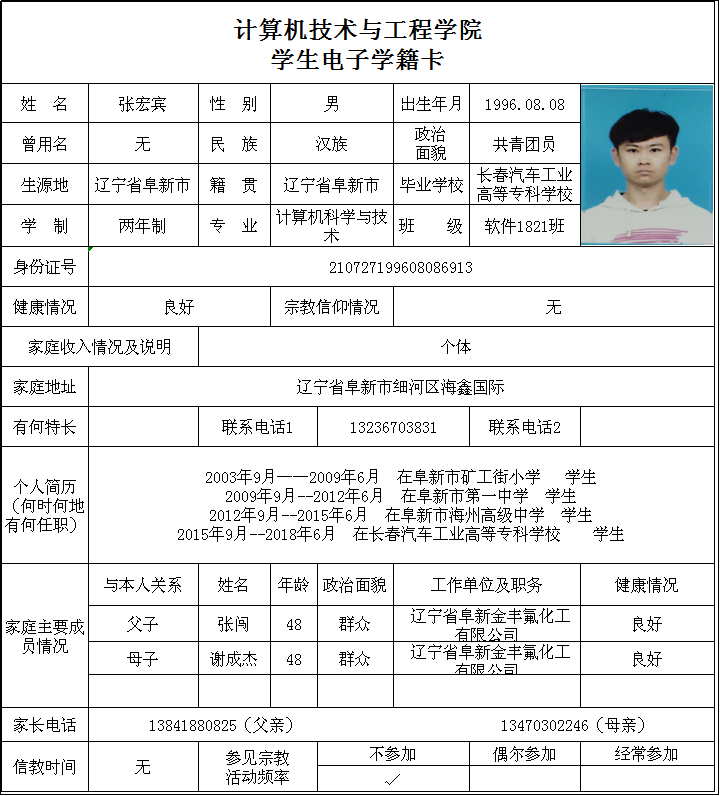 计算机技术与工程学院
学生电子学籍卡
姓 名 张宏宾 性 别 男 出生年月 1996.08.08
曾用名 无 民 族 汉族 政治面貌 共青团员
生源地 辽宁省阜新市 籍 贯 辽宁省阜新市 毕业学校 长春汽车工业高等专科学校
学 制 两年制 专 业 计算机科学与技术 班 级 软件1821班
身份证号 210727199608086913
健康情况 良好 宗教信仰情况 无
家庭收入情况及说明 个体
家庭地址 辽宁省阜新市细河区海鑫国际
有何特长 联系电话1 13236703831 联系电话2
个人简历
（何时何地
有何任职）
2003年9月——2009年6月 在阜新市矿工街小学 学生
2009年9月--2012年6月 在阜新市第一中学 学生
2012年9月--2015年6月 在阜新市海州高级中学 学生
2015年9月--2018年6月 在长春汽车工业高等专科学校 学生
家庭主要成员情况
与本人关系 姓名 年龄 政治面貌 工作单位及职务 健康情况
父子 张闯 48 群众 辽宁省阜新金丰氟化工有限公司 良好
母子 谢成杰 48 群众 辽宁省阜新金丰氟化工有限公司 良好
家长电话 13841880825（父亲） 13470302246（母亲）
信教时间 无 参见宗教活动频率 不参加 偶尔参加 经常参加
✓